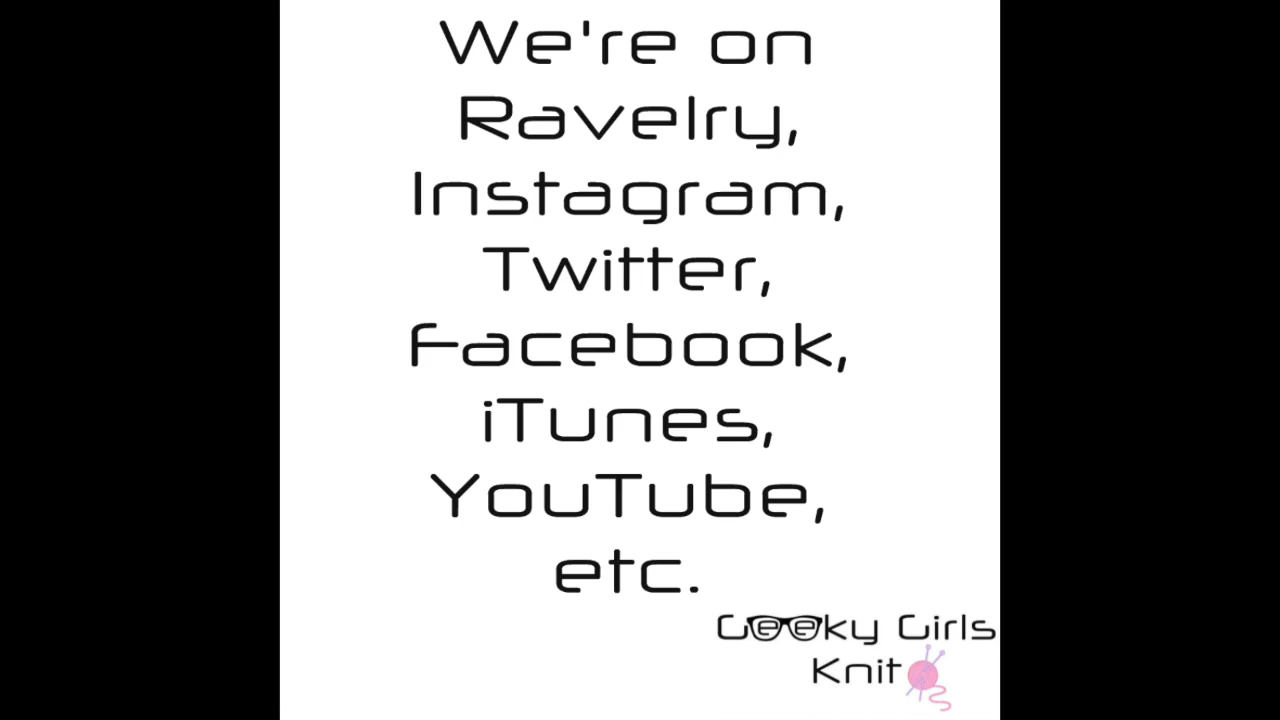 We're on
Ravelry,
Instagram,
Twitter,
Facebook,
iTunes,
YouTube,
etc.
Geeky Girls
Knit